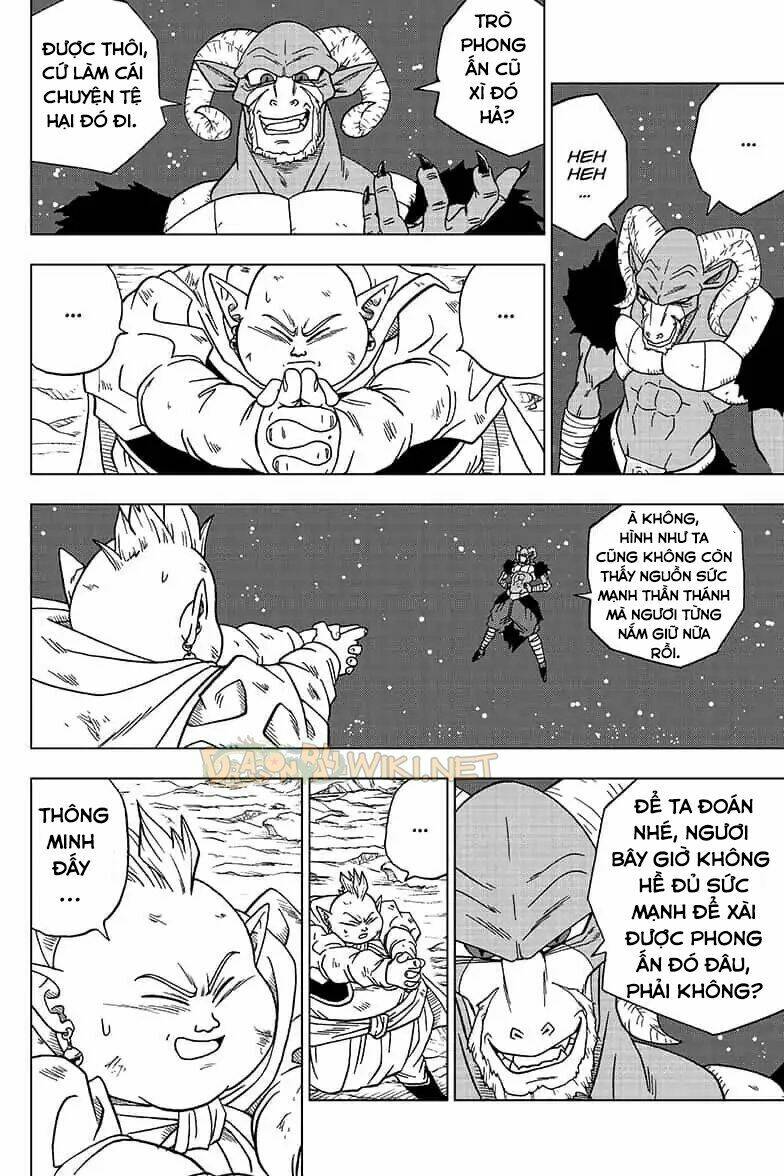 ...
HEH
HEH
...
TRÒ
PHONG
ẤN CŨ
XÌ ĐÓ
HẢ?
ĐƯỢC THÔI,
CỨ LÀM CÁI
CHUYỆN TỆ
HẠI ĐÓ ĐI.
...
...
À KHÔNG,
HÌNH NHƯ TA
CŨNG KHÔNG CÒN
THẤY NGUỒN SỨC
MẠNH THẦN THÁNH
MÀ NGƯƠI TỪNG
NẮM GIỮ NỮA
RỒI.
ĐỂ TA ĐOÁN
NHÉ, NGƯƠI
BÂY GIỜ KHÔNG
HỀ ĐỦ SỨC
MẠNH ĐỂ XÀI
ĐƯỢC PHONG
ẤN ĐÓ ĐÂU,
PHẢI KHÔNG?
...
THÔNG
MINH
ĐẤY
...
DRAGONBALLWIKI.NET